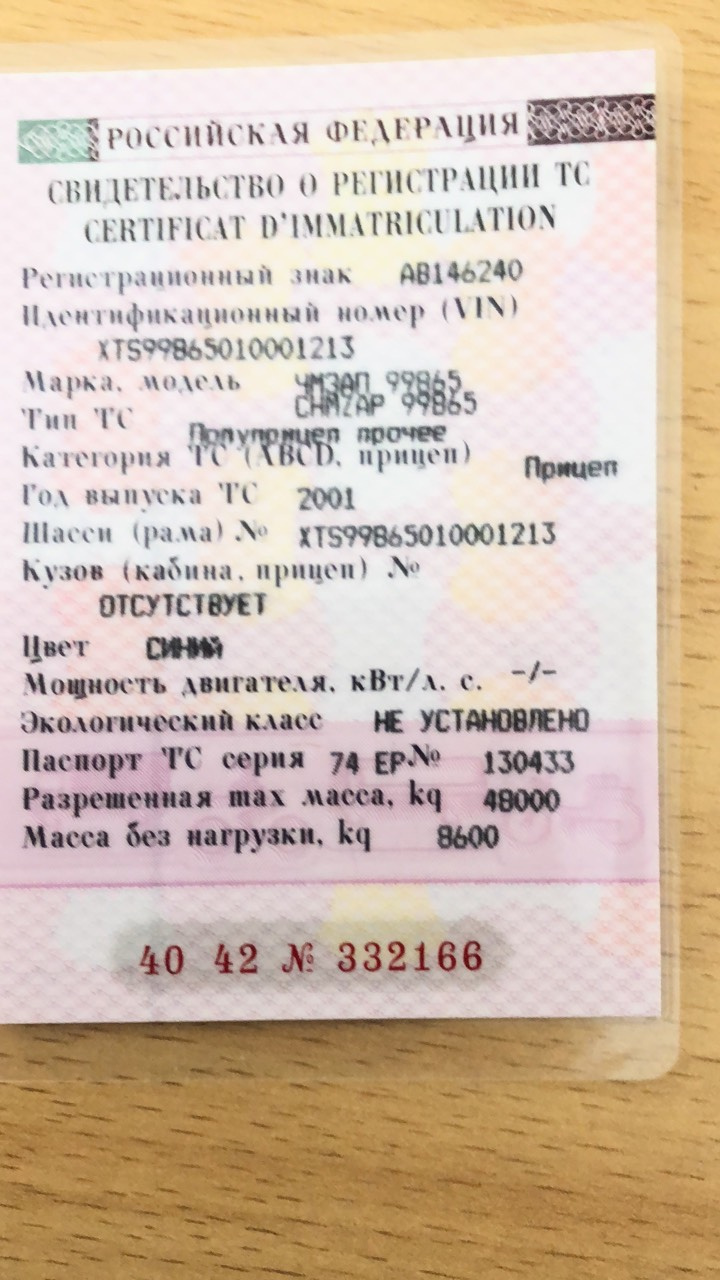 РОССИЙСКАЯ ФЕДЕРАЦИЯ
СВИДЕТЕЛЬСТВО О РЕГИСТРАЦИИ ТС
CERTIFICAT D'IMMATRICULATION
Регистрационный знак АВ146240
Идентификационный номер (VIN)
XTS99865010001213
Марка, модель ЧМЗАП 99865
CHMZAP 99865
Тип ТС
Полуприцеп прочее
Категория ТС (ABCD, прицеп) Прицеп
Год выпуска ТС 2001
Шасси (рама) № XTS99865010001213
Кузов (кабина, прицеп) №
ОТСУТСТВУЕТ
Цвет СИНИЙ
Мощность двигателя, кВт/л. с. -/-
Экологический класс НЕ УСТАНОВЛЕНО
Паспорт ТС серия 74 ЕР № 130433
Разрешенная max масса, kg 48000
Масса без нагрузки, kg 8600
40 42 № 332166